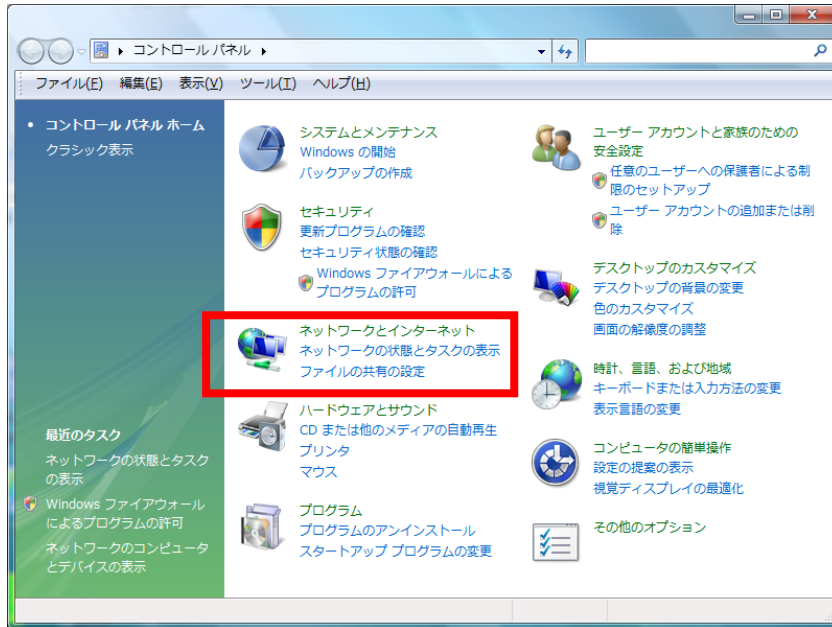 コントロール パネル
ファイル(F) 編集(E) 表示(V) ツール(T) ヘルプ(H)
コントロール パネル ホーム
クラシック表示
最近のタスク
ネットワークの状態とタスク
の表示
Windows ファイアウォール
によるプログラムの許可
ネットワークのコンピュータ
とデバイスの表示
システムとメンテナンス
Windows の開始
バックアップの作成
セキュリティ
更新プログラムの確認
セキュリティ状態の確認
Windows ファイアウォールによる
プログラムの許可
ネットワークとインターネット
ネットワークの状態とタスクの表示
ファイルの共有の設定
ハードウェアとサウンド
CD または他のメディアの自動再生
プリンタ
マウス
プログラム
プログラムのアンインストール
スタートアップ プログラムの変更
ユーザー アカウントと家族のための
安全設定
任意のユーザーへの保護者による制
限のセットアップ
ユーザー アカウントの追加または削
除
デスクトップのカスタマイズ
デスクトップの背景の変更
色のカスタマイズ
画面の解像度の調整
時計、言語、および地域
キーボードまたは入力方法の変更
表示言語の変更
コンピュータの簡単操作
設定の提案の表示
視覚ディスプレイの最適化
その他のオプション